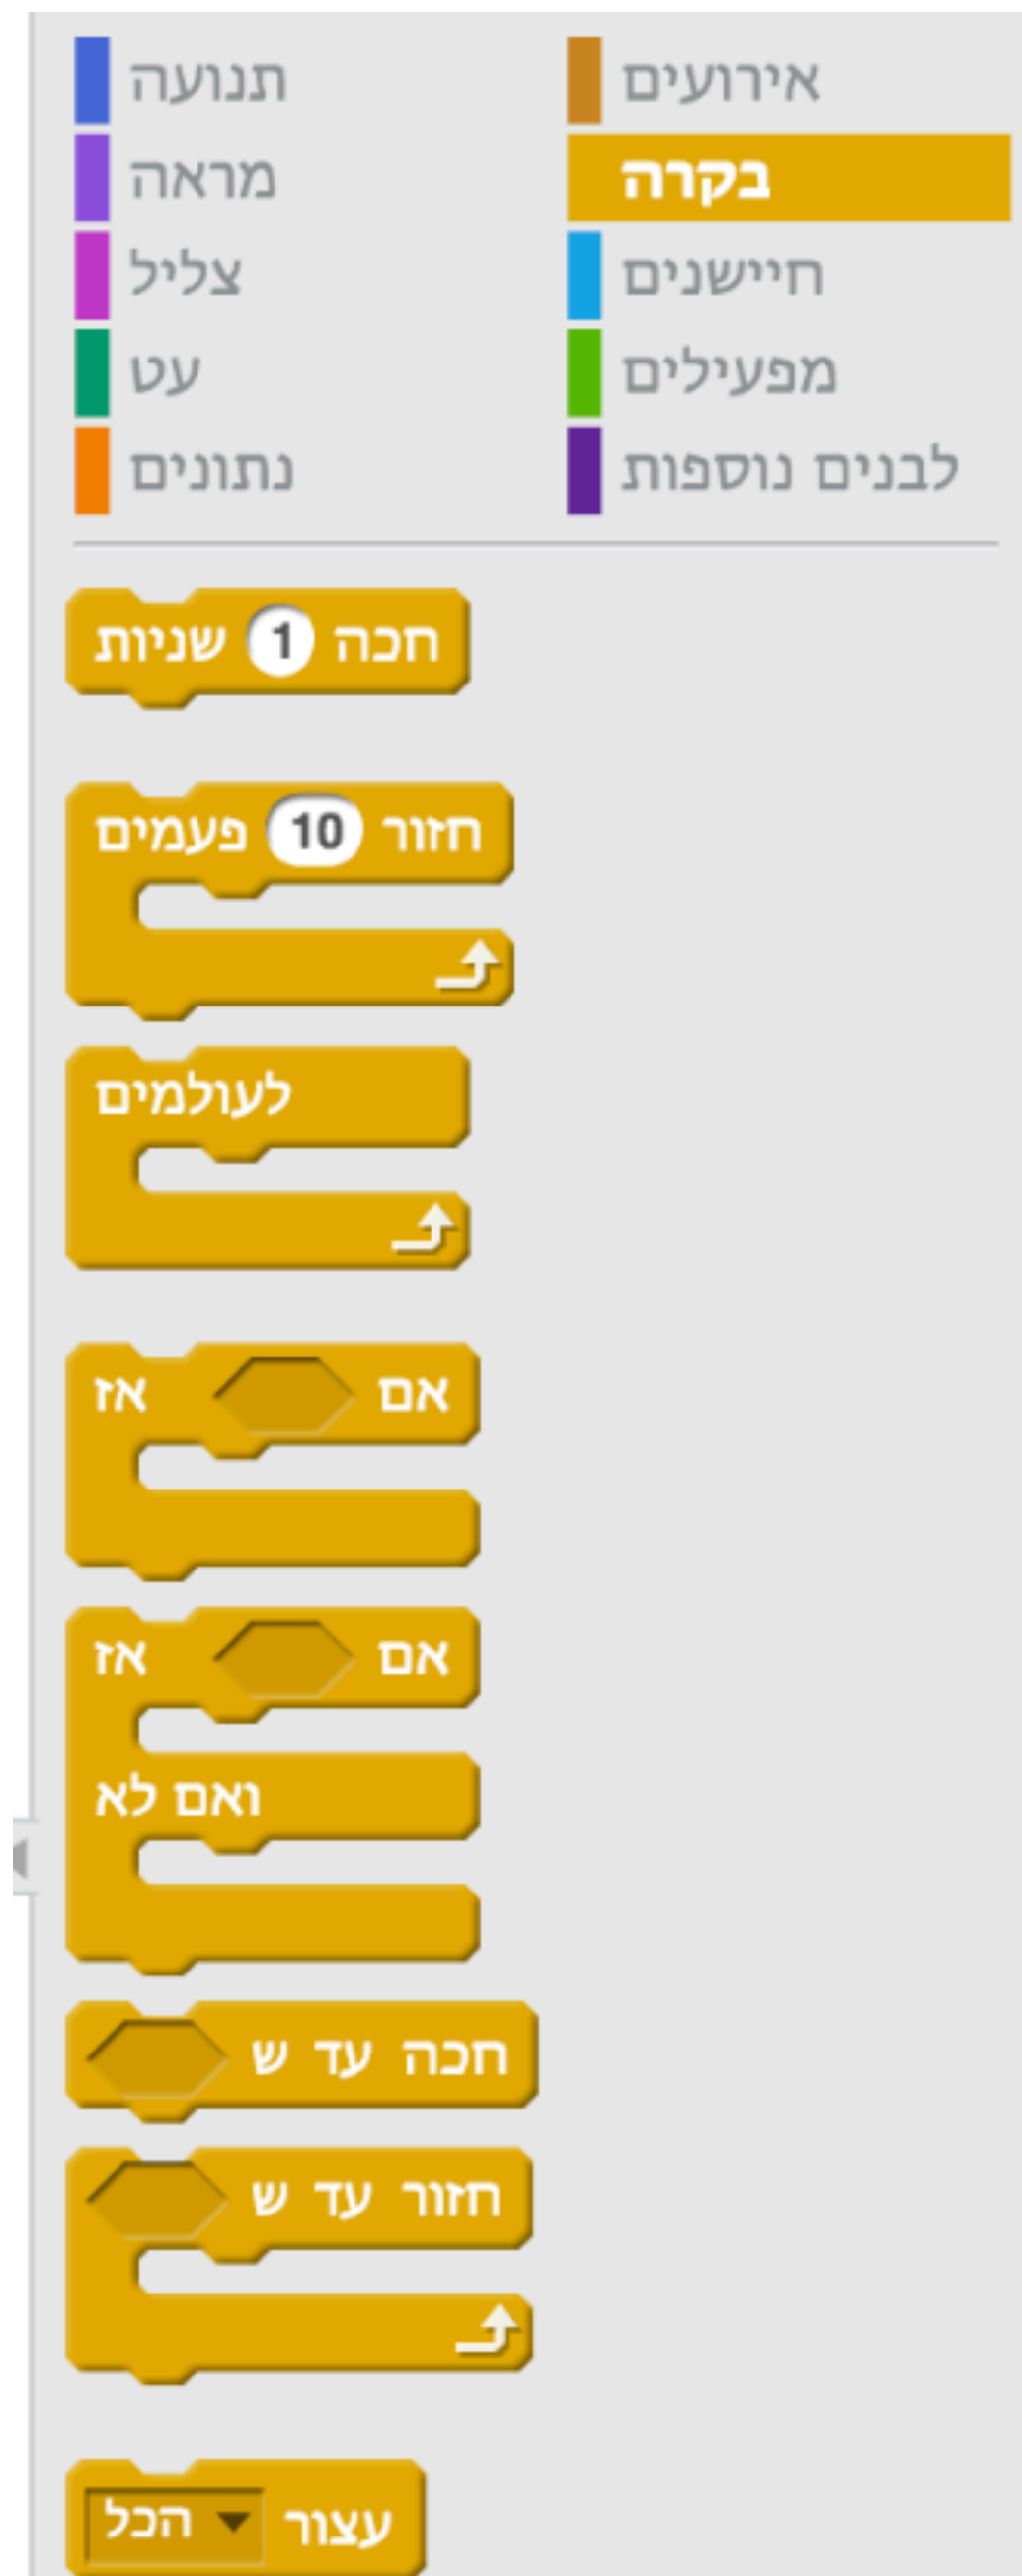 תנועה
אירועים
מראה
בקרה
צליל
חיישנים
עט
מפעילים
נתונים
לבנים נוספות
חכה 1 שניות
חזור 10 פעמים
לעולמים
אם אז
אם אז
ואם לא
חכה עד ש
חזור עד ש
עצור הכל